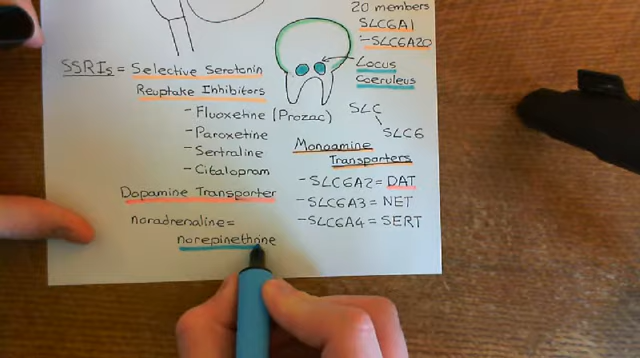 20 members
SLC6A1
-SLC6A20
Locus
coeruleus
SSRIs = Selective Serotonin
Reuptake Inhibitors
- Fluoxetine (Prozac)
- Paroxetine
- Sertraline
- Citalopram
SLC
SLC6
Monoamine
Transporters
-SLC6A2= DAT
-SLC6A3= NET
-SLC6A4= SERT
Dopamine Transporter
noradrenaline=
norepinethrine